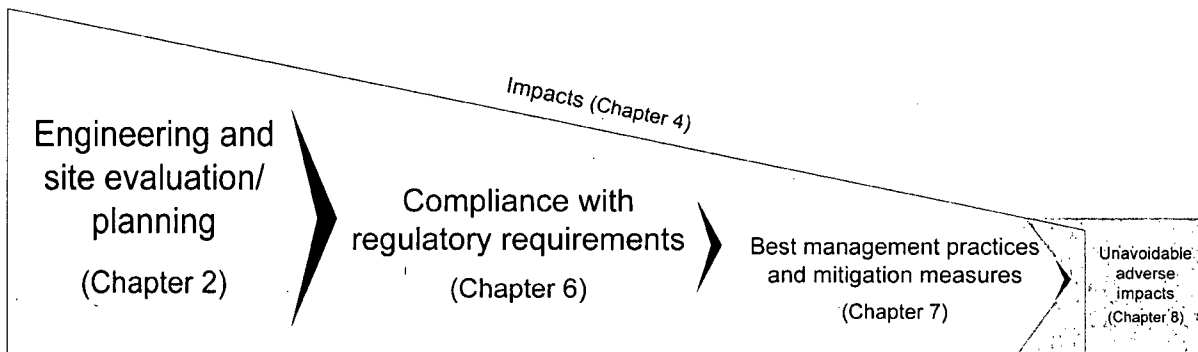 Impacts (Chapter 4)
Engineering and
site evaluation/
planning
(Chapter 2)
Compliance with
regulatory requirements
(Chapter 6)
Best management practices
and mitigation measures
(Chapter 7)
Unavoidable
adverse
impacts
(Chapter 8)